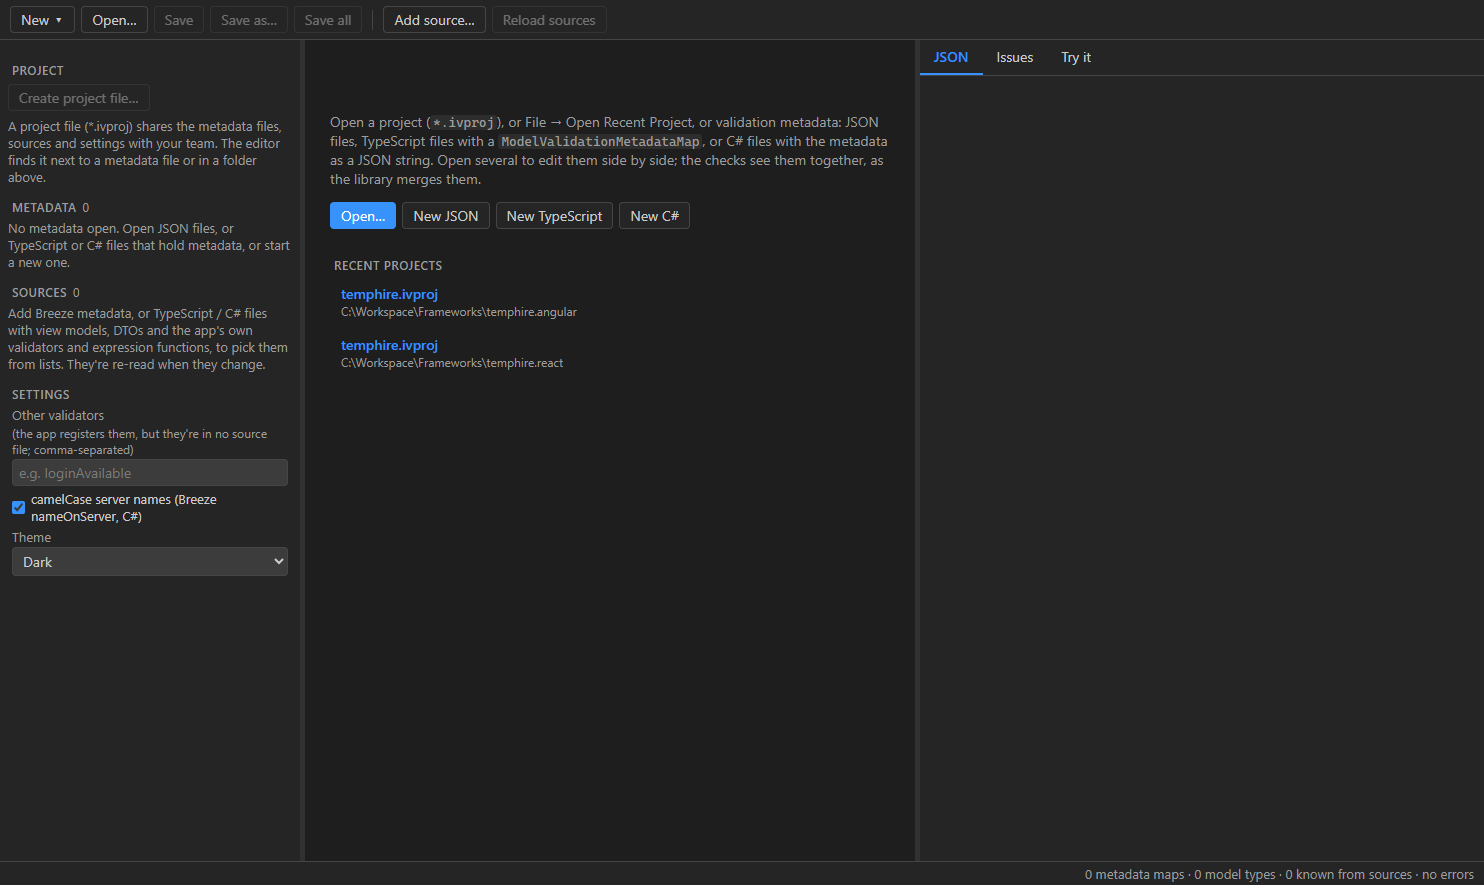 New ▾
Open...
Save
Save as...
Save all
Add source...
Reload sources
PROJECT
Create project file...
A project file (*.ivproj) shares the metadata files,
sources and settings with your team. The editor
finds it next to a metadata file or in a folder
above.
METADATA 0
No metadata open. Open JSON files, or
TypeScript or C# files that hold metadata, or start
a new one.
SOURCES 0
Add Breeze metadata, or TypeScript / C# files
with view models, DTOs and the app's own
validators and expression functions, to pick them
from lists. They're re-read when they change.
SETTINGS
Other validators
(the app registers them, but they're in no source
file; comma-separated)
e.g. loginAvailable
camelCase server names (Breeze
nameOnServer, C#)
Theme
Dark
Open a project (*.ivproj), or File → Open Recent Project, or validation metadata: JSON
files, TypeScript files with a ModelValidationMetadataMap, or C# files with the metadata
as a JSON string. Open several to edit them side by side; the checks see them together, as
the library merges them.
Open...
New JSON
New TypeScript
New C#
RECENT PROJECTS
temphire.ivproj
C:\Workspace\Frameworks\temphire.angular
temphire.ivproj
C:\Workspace\Frameworks\temphire.react
JSON
Issues
Try it
0 metadata maps · 0 model types · 0 known from sources · no errors